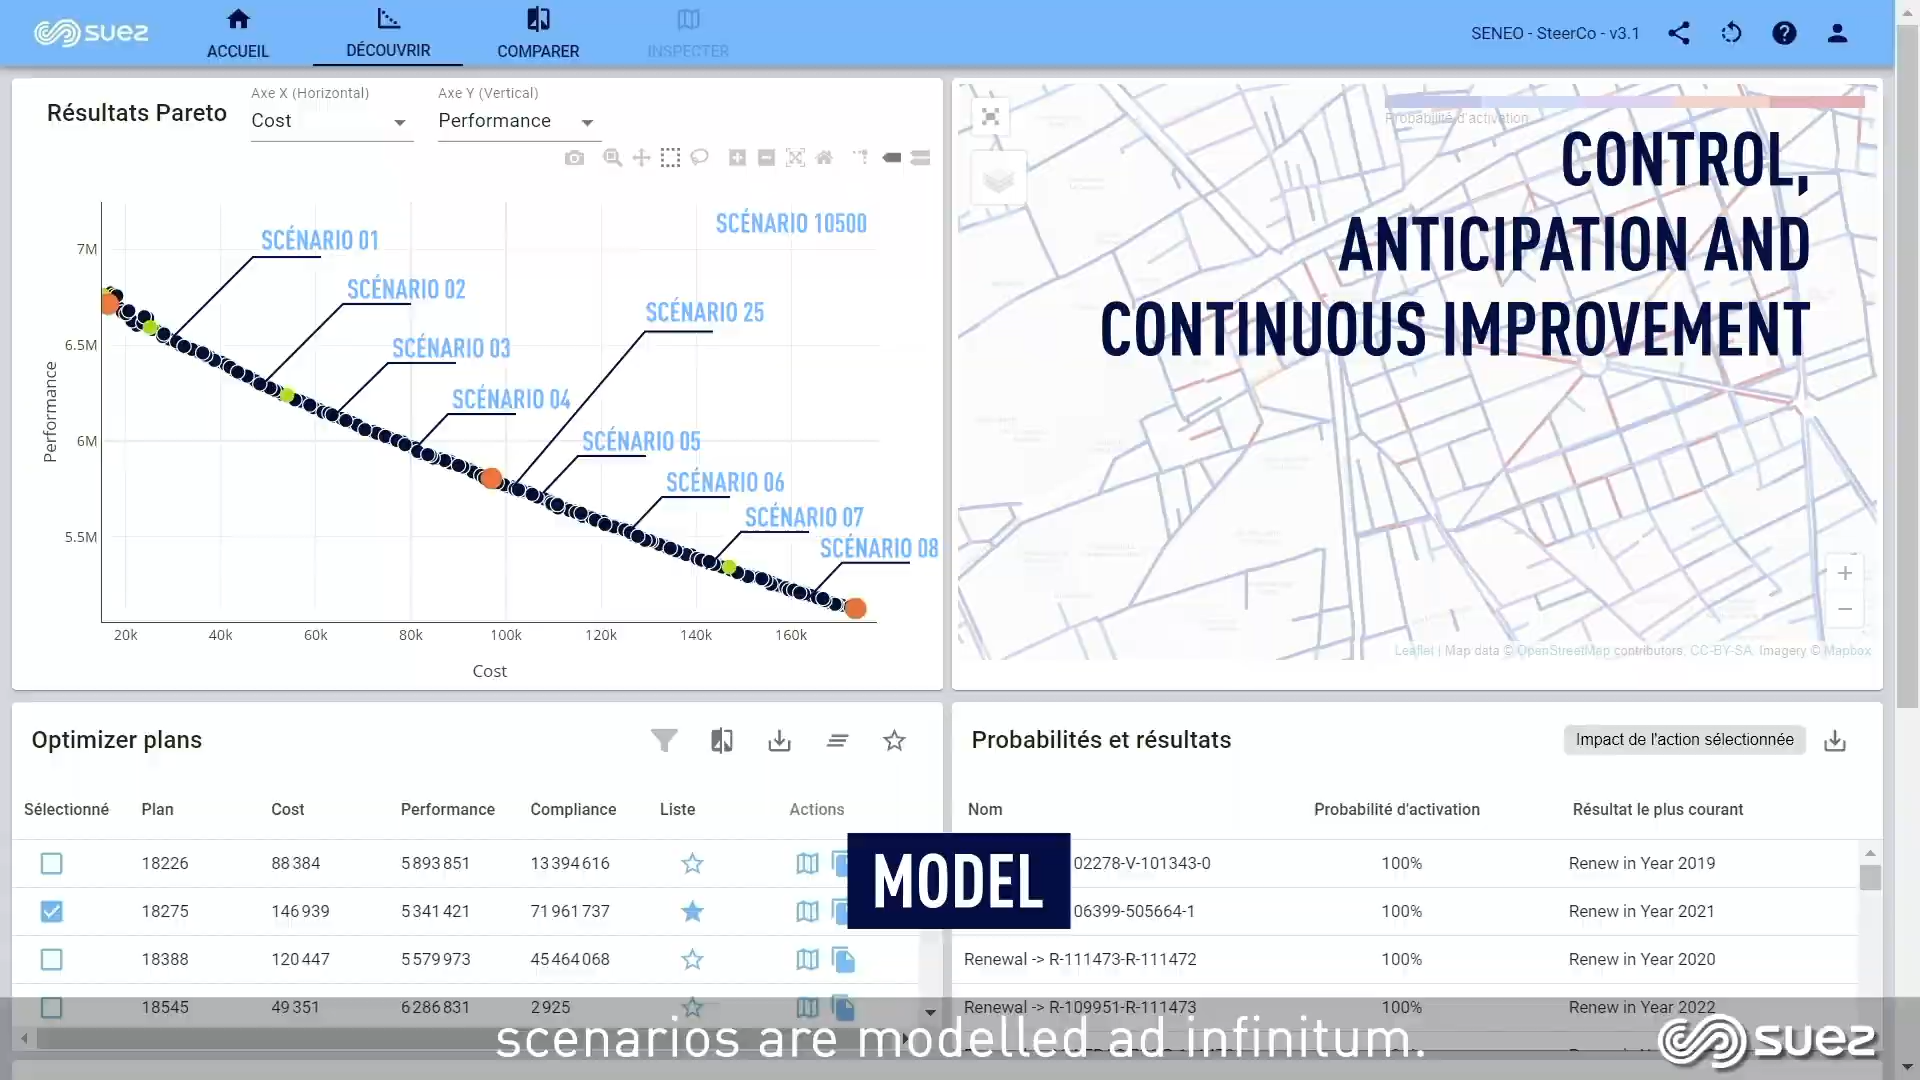 suez
ACCUEIL
DÉCOUVRIR
COMPARER
INSPECTER
SENEO - SteerCo - v3.1
Résultats Pareto
Axe X (Horizontal)
Cost
Axe Y (Vertical)
Performance
SCÉNARIO 01
SCÉNARIO 02
SCÉNARIO 03
SCÉNARIO 04
SCÉNARIO 10500
SCÉNARIO 25
SCÉNARIO 05
SCÉNARIO 06
SCÉNARIO 07
SCÉNARIO 08
7M
6.5M
6M
5.5M
Performance
20k 40k 60k 80k 100k 120k 140k 160k
Cost
Probabilité d'activation
CONTROL,
ANTICIPATION AND
CONTINUOUS IMPROVEMENT
+
−
Leaflet | Map data © OpenStreetMap contributors, CC-BY-SA, Imagery © Mapbox
Optimizer plans
Sélectionné Plan Cost Performance Compliance Liste Actions
18226 88 384 5 893 851 13 394 616
18275 146 939 5 341 421 71 961 737
18388 120 447 5 579 973 45 464 068
18545 49 351 6 286 831 2 925
Probabilités et résultats
Impact de l'action sélectionnée
Nom Probabilité d'activation Résultat le plus courant
02278-V-101343-0 100% Renew in Year 2019
06399-505664-1 100% Renew in Year 2021
Renewal -> R-111473-R-111472 100% Renew in Year 2020
Renewal -> R-109951-R-111473 100% Renew in Year 2022
MODEL
scenarios are modelled ad infinitum.
suez